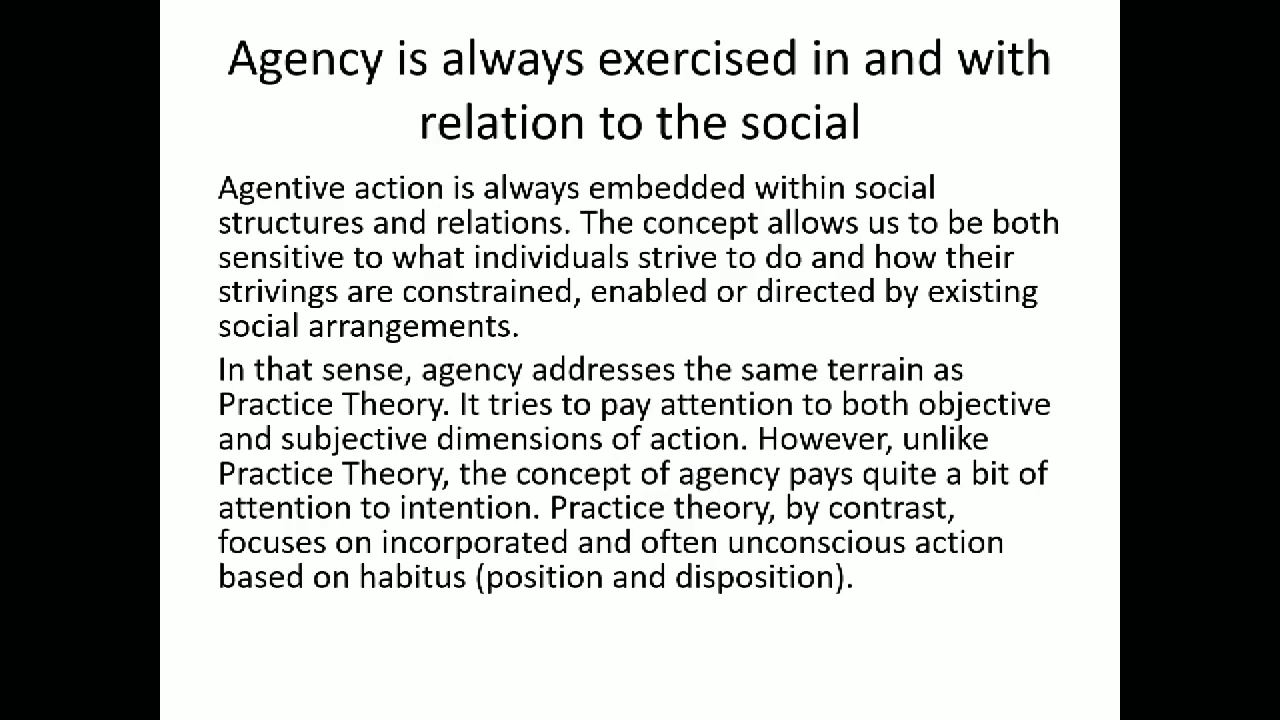 Agency is always exercised in and with
relation to the social
Agentive action is always embedded within social
structures and relations. The concept allows us to be both
sensitive to what individuals strive to do and how their
strivings are constrained, enabled or directed by existing
social arrangements.
In that sense, agency addresses the same terrain as
Practice Theory. It tries to pay attention to both objective
and subjective dimensions of action. However, unlike
Practice Theory, the concept of agency pays quite a bit of
attention to intention. Practice theory, by contrast,
focuses on incorporated and often unconscious action
based on habitus (position and disposition).